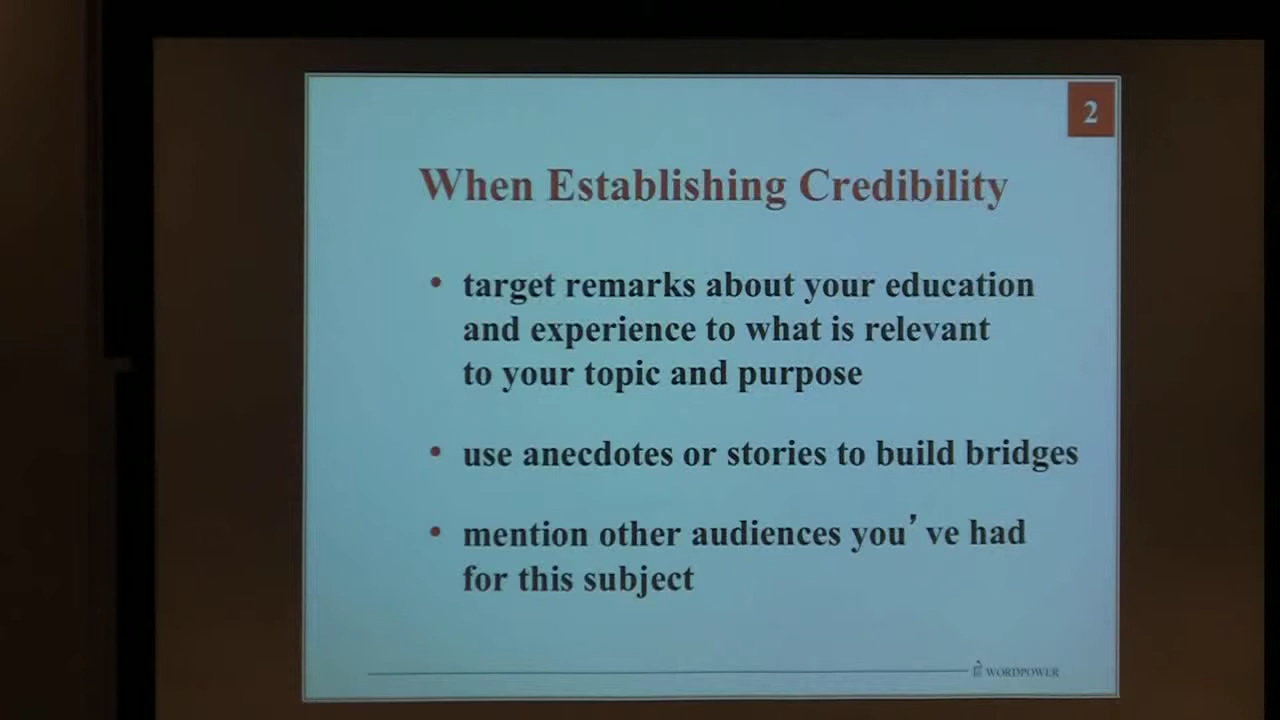 2
When Establishing Credibility
• target remarks about your education
and experience to what is relevant
to your topic and purpose
• use anecdotes or stories to build bridges
• mention other audiences you’ve had
for this subject
WORDPOWER